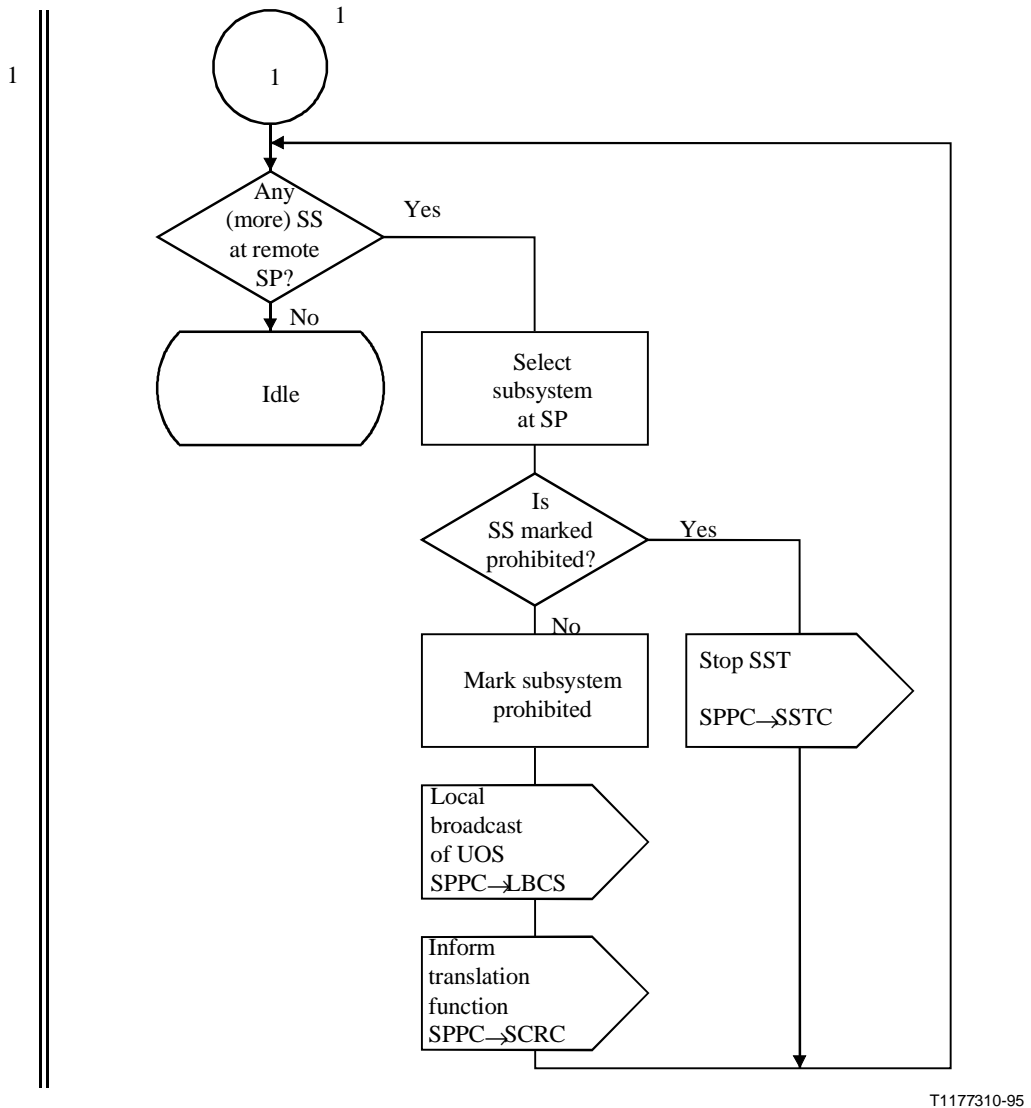 1
1
1
Any
(more) SS
at remote
SP?
Yes
No
Idle
Select
subsystem
at SP
Is
SS marked
prohibited?
Yes
No
Mark subsystem
prohibited
Stop SST
SPPC→SSTC
Local
broadcast
of UOS
SPPC→LBCS
Inform
translation
function
SPPC→SCRC
T1177310-95